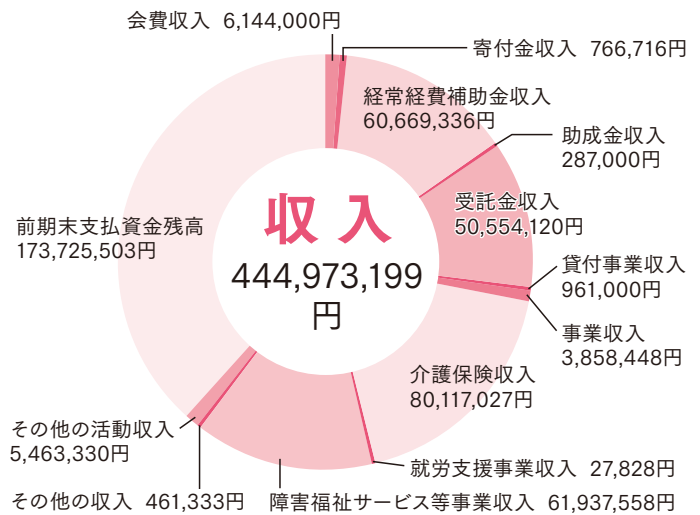 会費収入 6,144,000円
寄付金収入 766,716円
経常経費補助金収入
60,669,336円
助成金収入
287,000円
受託金収入
50,554,120円
貸付事業収入
961,000円
事業収入
3,858,448円
介護保険収入
80,117,027円
就労支援事業収入 27,828円
障害福祉サービス等事業収入 61,937,558円
その他の収入 461,333円
その他の活動収入
5,463,330円
前期末支払資金残高
173,725,503円
収入
444,973,199
円